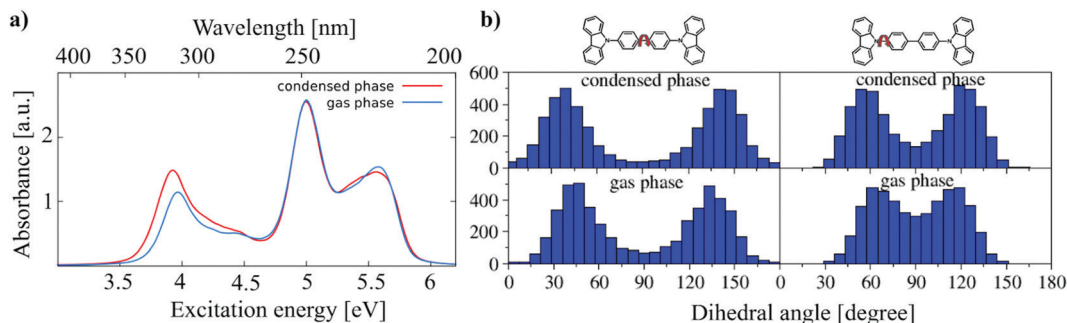 a)
Wavelength [nm]
400 350 300 250 200
condensed phase
gas phase
2
1
Absorbance [a.u.]
3.5 4 4.5 5 5.5 6
Excitation energy [eV]
b)
N N N N
condensed phase condensed phase
600
400
200
0
gas phase gas phase
400
200
0
0 30 60 90 120 150 0 30 60 90 120 150 180
Dihedral angle [degree]